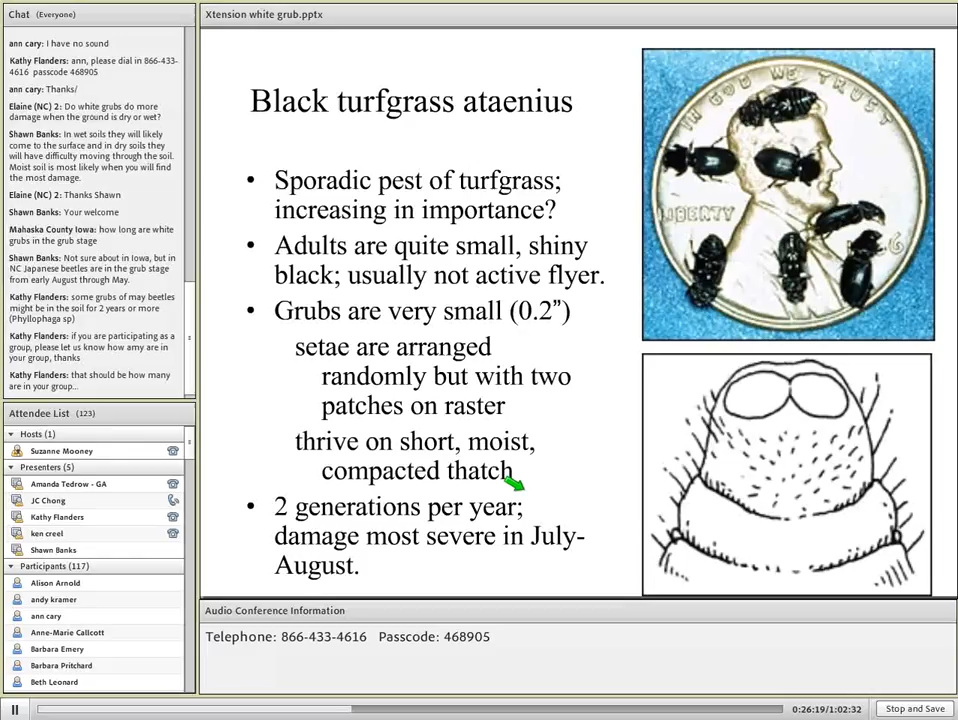 Chat (Everyone)
ann cary: I have no sound
Kathy Flanders: ann, please dial in 866-433-
4616 passcode 468905
ann cary: Thanks/
Elaine (NC) 2: Do white grubs do more
damage when the ground is dry or wet?
Shawn Banks: In wet soils they will likely
come to the surface and in dry soils they
will have difficulty moving through the soil.
Moist soil is most likely when you will find
the most damage.
Elaine (NC) 2: Thanks Shawn
Shawn Banks: Your welcome
Mahaska County Iowa: how long are white
grubs in the grub stage
Shawn Banks: Not sure about in Iowa, but in
NC Japanese beetles are in the grub stage
from early August through May.
Kathy Flanders: some grubs of may beetles
might be in the soil for 2 years or more
(Phyllophaga sp)
Kathy Flanders: if you are participating as a
group, please let us know how amy are in
your group, thanks
Kathy Flanders: that should be how many
are in your group...
Attendee List (123)
Hosts (1)
Suzanne Mooney
Presenters (5)
Amanda Tedrow - GA
JC Chong
Kathy Flanders
ken creel
Shawn Banks
Participants (117)
Alison Arnold
andy kramer
ann cary
Anne-Marie Callcott
Barbara Emery
Barbara Pritchard
Beth Leonard
Xtension white grub.pptx
Black turfgrass ataenius
• Sporadic pest of turfgrass;
increasing in importance?
• Adults are quite small, shiny
black; usually not active flyer.
• Grubs are very small (0.2”)
setae are arranged
randomly but with two
patches on raster
thrive on short, moist,
compacted thatch
• 2 generations per year;
damage most severe in July-
August.
IN GOD WE TRUST
LIBERTY
6
Audio Conference Information
Telephone: 866-433-4616 Passcode: 468905
0:26:19/1:02:32
Stop and Save